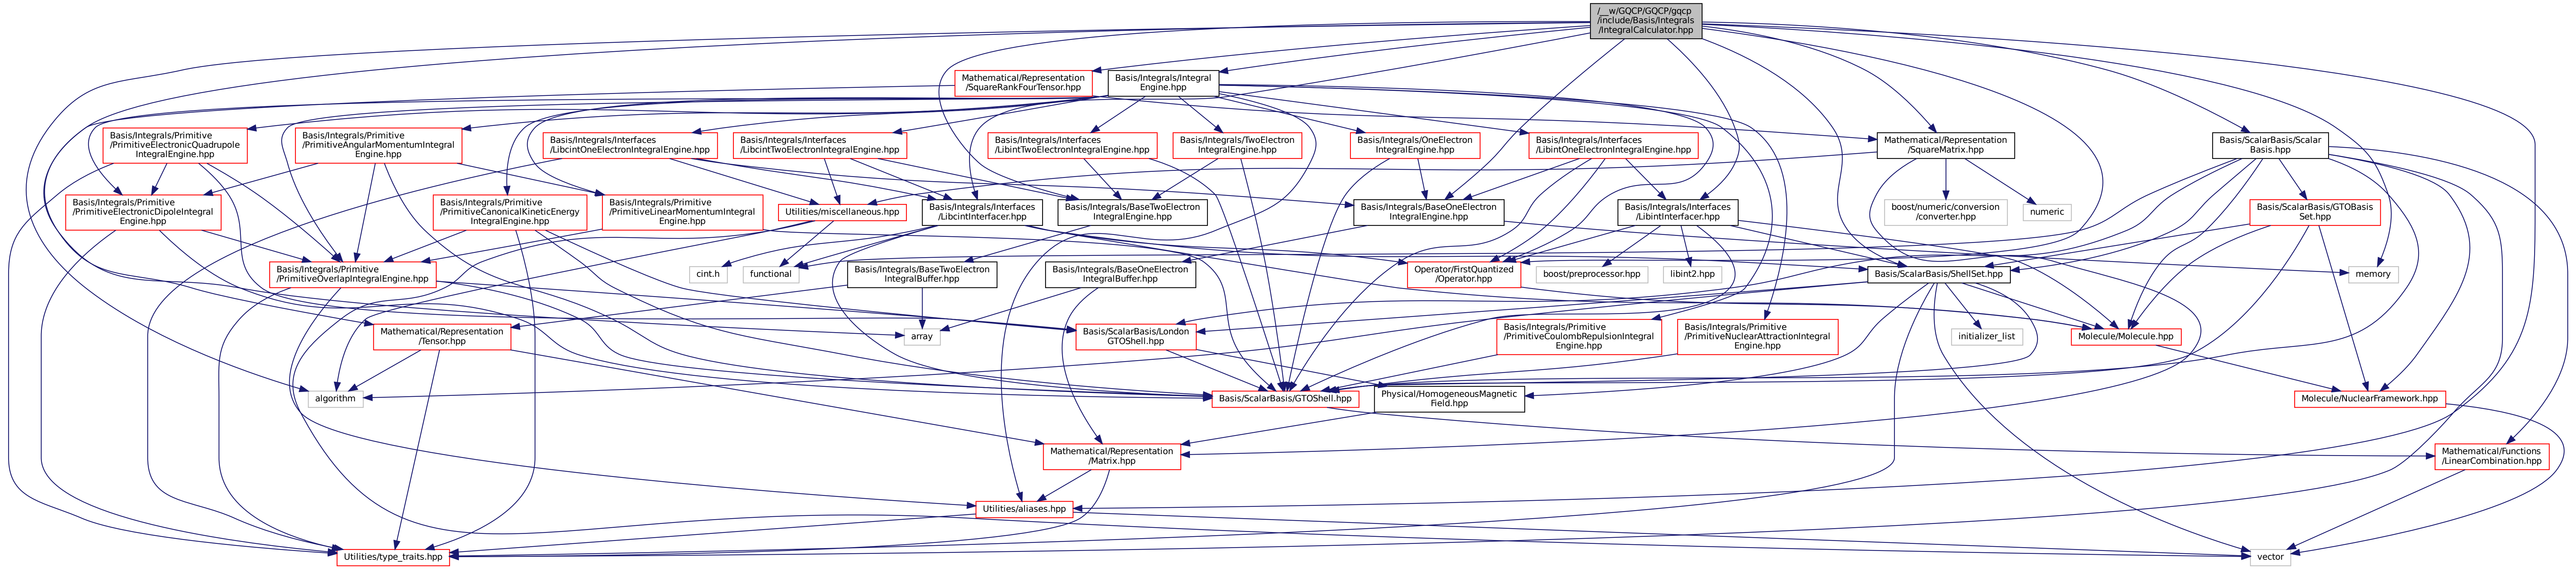 /__w/GQCP/GQCP/gqcp
/include/Basis/Integrals
/IntegralCalculator.hpp
Mathematical/Representation
/SquareRankFourTensor.hpp
Basis/Integrals/Integral
Engine.hpp
Basis/Integrals/Primitive
/PrimitiveElectronicQuadrupole
IntegralEngine.hpp
Basis/Integrals/Primitive
/PrimitiveAngularMomentumIntegral
Engine.hpp
Basis/Integrals/Interfaces
/LibcintOneElectronIntegralEngine.hpp
Basis/Integrals/Interfaces
/LibcintTwoElectronIntegralEngine.hpp
Basis/Integrals/Interfaces
/LibintTwoElectronIntegralEngine.hpp
Basis/Integrals/TwoElectron
IntegralEngine.hpp
Basis/Integrals/OneElectron
IntegralEngine.hpp
Basis/Integrals/Interfaces
/LibintOneElectronIntegralEngine.hpp
Mathematical/Representation
/SquareMatrix.hpp
Basis/ScalarBasis/Scalar
Basis.hpp
Basis/Integrals/Primitive
/PrimitiveElectronicDipoleIntegral
Engine.hpp
Basis/Integrals/Primitive
/PrimitiveCanonicalKineticEnergy
IntegralEngine.hpp
Basis/Integrals/Primitive
/PrimitiveLinearMomentumIntegral
Engine.hpp
Utilities/miscellaneous.hpp
Basis/Integrals/Interfaces
/LibcintInterfacer.hpp
Basis/Integrals/BaseTwoElectron
IntegralEngine.hpp
Basis/Integrals/BaseOneElectron
IntegralEngine.hpp
Basis/Integrals/Interfaces
/LibintInterfacer.hpp
boost/numeric/conversion
/converter.hpp
numeric
Basis/ScalarBasis/GTOBasis
Set.hpp
Basis/Integrals/Primitive
/PrimitiveOverlapIntegralEngine.hpp
cint.h
functional
Basis/Integrals/BaseTwoElectron
IntegralBuffer.hpp
Basis/Integrals/BaseOneElectron
IntegralBuffer.hpp
Operator/FirstQuantized
/Operator.hpp
boost/preprocessor.hpp
libint2.hpp
Basis/ScalarBasis/ShellSet.hpp
memory
Mathematical/Representation
/Tensor.hpp
array
Basis/ScalarBasis/London
GTOShell.hpp
Basis/Integrals/Primitive
/PrimitiveCoulombRepulsionIntegral
Engine.hpp
Basis/Integrals/Primitive
/PrimitiveNuclearAttractionIntegral
Engine.hpp
initializer_list
Molecule/Molecule.hpp
algorithm
Basis/ScalarBasis/GTOShell.hpp
Physical/HomogeneousMagnetic
Field.hpp
Molecule/NuclearFramework.hpp
Mathematical/Representation
/Matrix.hpp
Mathematical/Functions
/LinearCombination.hpp
Utilities/aliases.hpp
Utilities/type_traits.hpp
vector